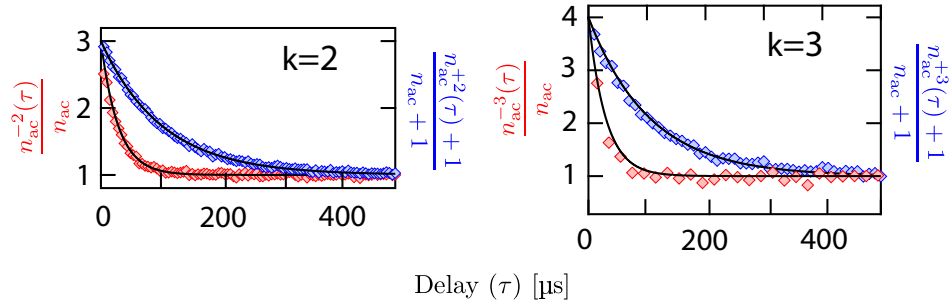 3
2
1
k=2
0
200
400
n_ac^{-2}(τ)
n_ac
n_ac^{+2}(τ) + 1
n_ac + 1
4
3
2
1
k=3
0
200
400
n_ac^{-3}(τ)
n_ac
n_ac^{+3}(τ) + 1
n_ac + 1
Delay (τ) [µs]